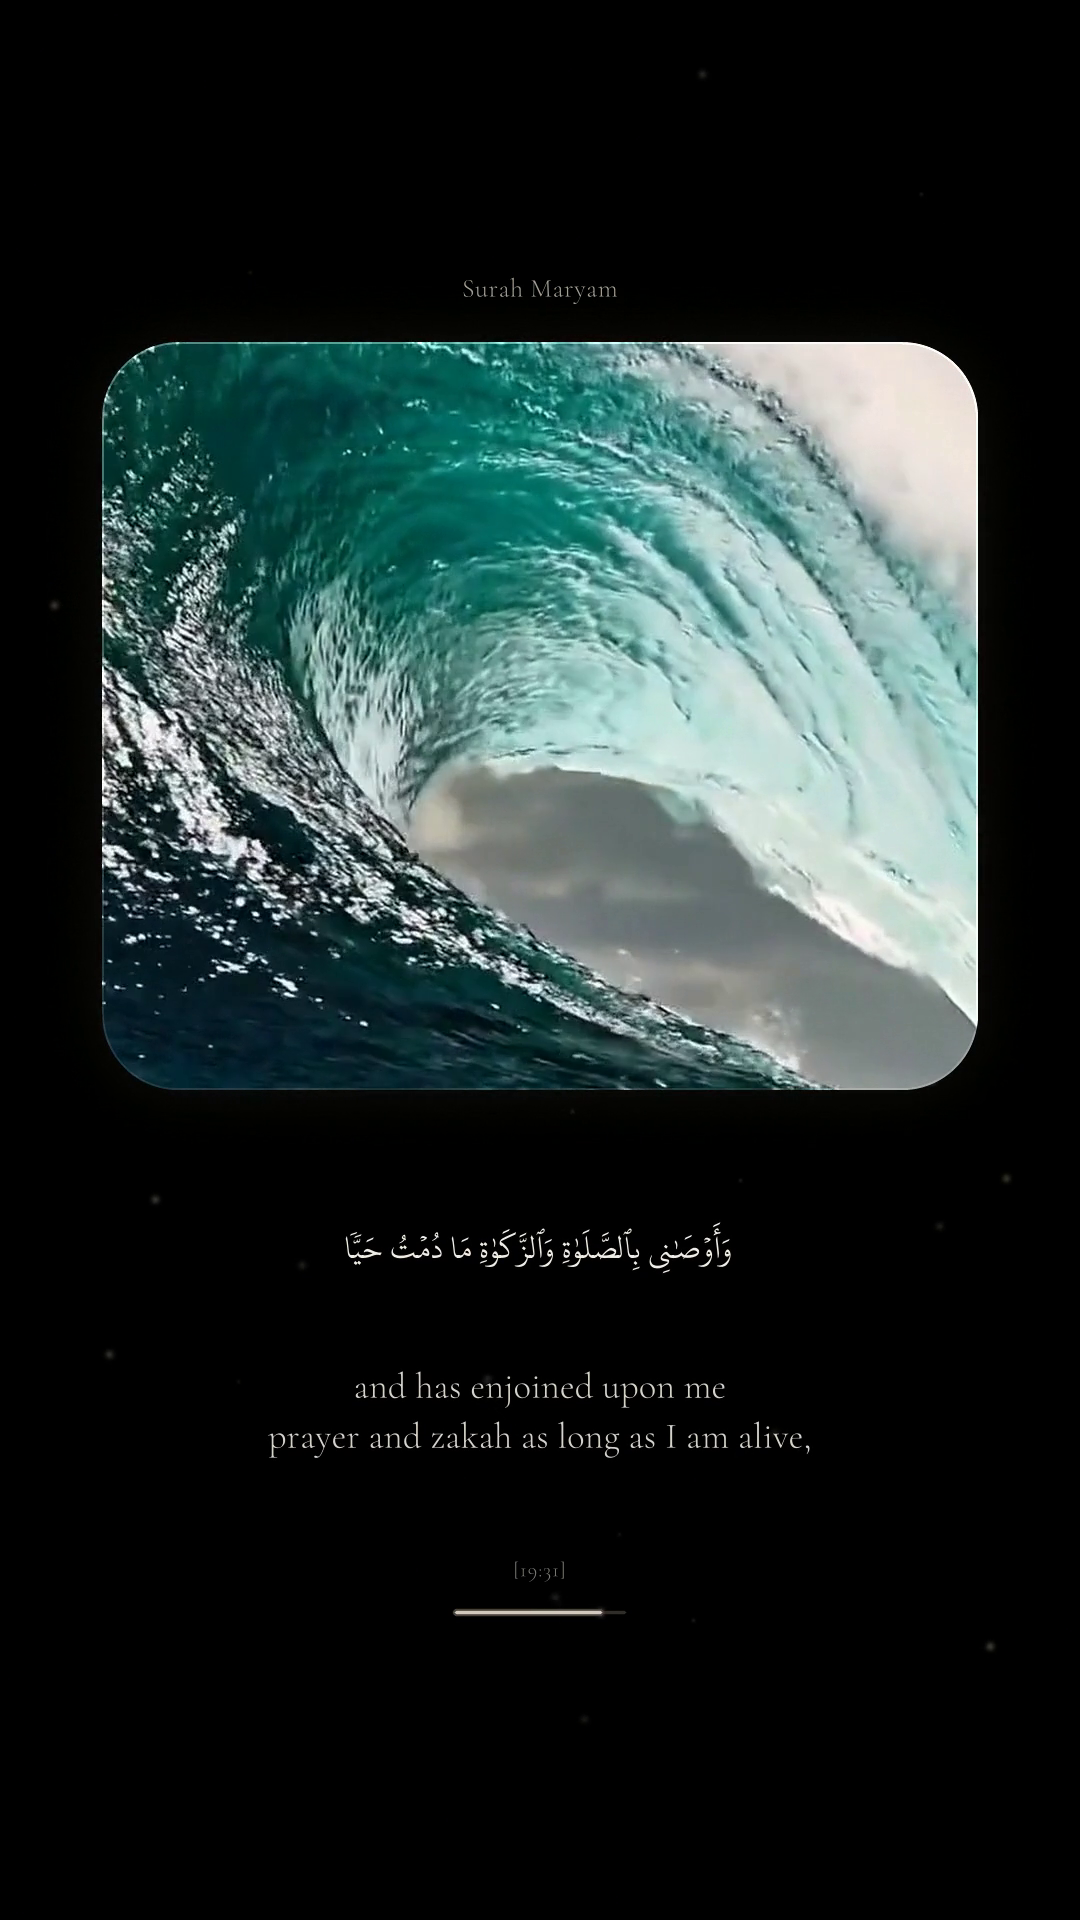 Surah Maryam
وَأَوْصَـٰنِى بِٱلصَّلَوٰةِ وَٱلزَّكَوٰةِ مَا دُمْتُ حَيًّا
and has enjoined upon me
prayer and zakah as long as I am alive,
[19:31]